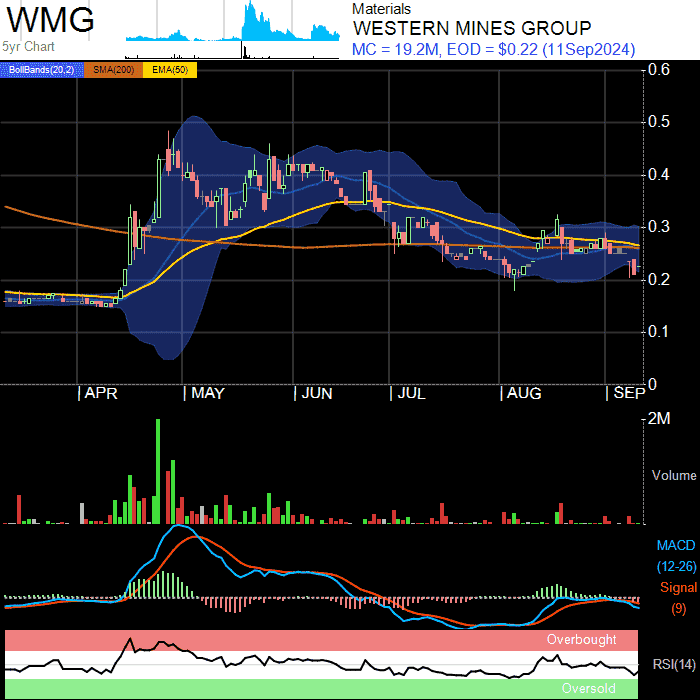 WMG
5yr Chart
Materials
WESTERN MINES GROUP
MC = 19.2M, EOD = $0.22 (11Sep2024)
BollBands(20,2) SMA(200) EMA(50)
0.6
0.5
0.4
0.3
0.2
0.1
0
| APR | MAY | JUN | JUL | AUG | SEP
2M
Volume
MACD
(12-26)
Signal
(9)
Overbought
RSI(14)
Oversold